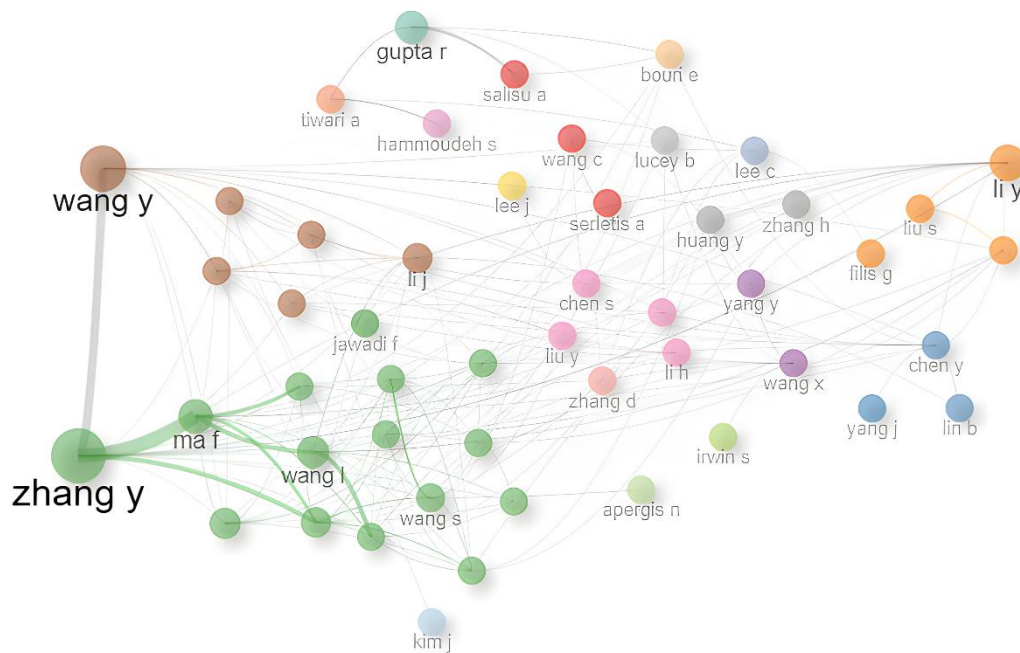 gupta r
bouri e
salisu a
tiwari a
hammoudeh s
wang c
lucey b
lee c
wang y
li y
lee j
serletis a
huang y
zhang h
liu s
filis g
li j
chen s
yang y
jawadi f
liu y
li h
wang x
chen y
zhang d
yang j
lin b
ma f
irwin s
wang l
zhang y
wang s
apergis n
kim j